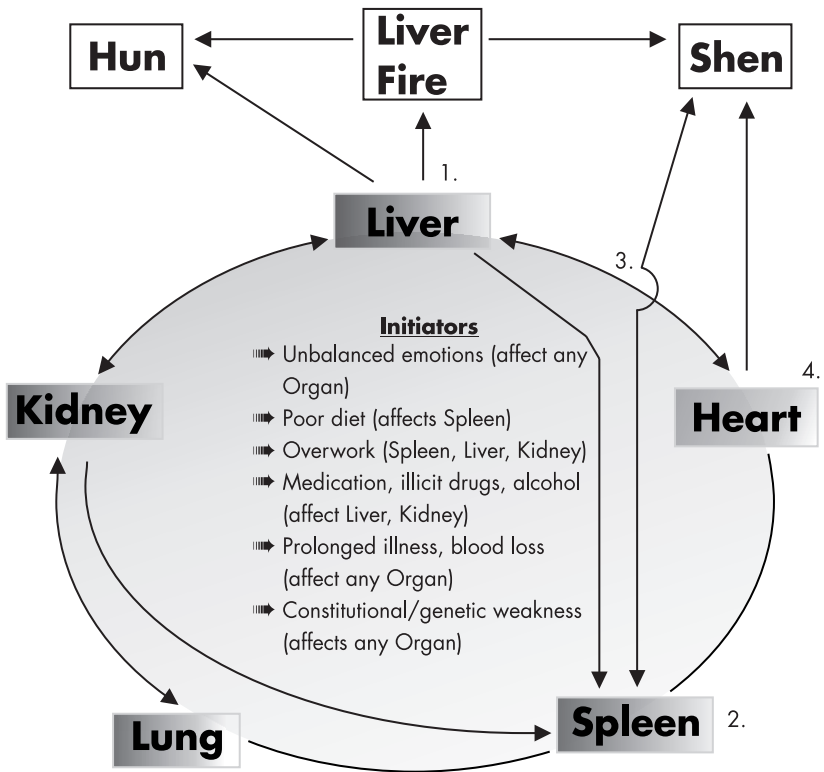 Hun
Liver
Fire
Shen
1.
Liver
3.
Initiators
Unbalanced emotions (affect any
Organ)
Poor diet (affects Spleen)
Overwork (Spleen, Liver, Kidney)
Medication, illicit drugs, alcohol
(affect Liver, Kidney)
Prolonged illness, blood loss
(affect any Organ)
Constitutional/genetic weakness
(affects any Organ)
Kidney
4.
Heart
Lung
Spleen
2.